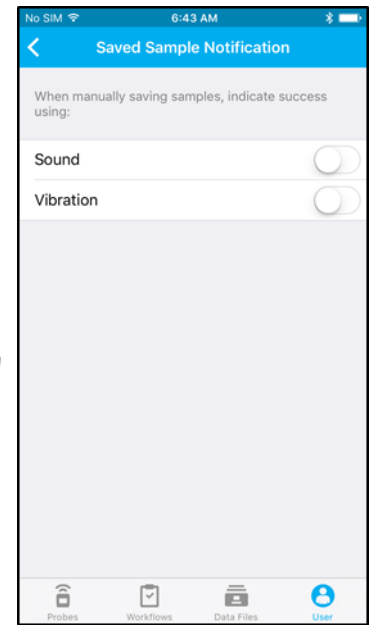 No SIM 6:43 AM
Saved Sample Notification
When manually saving samples, indicate success
using:
Sound
Vibration
Probes Workflows Data Files User